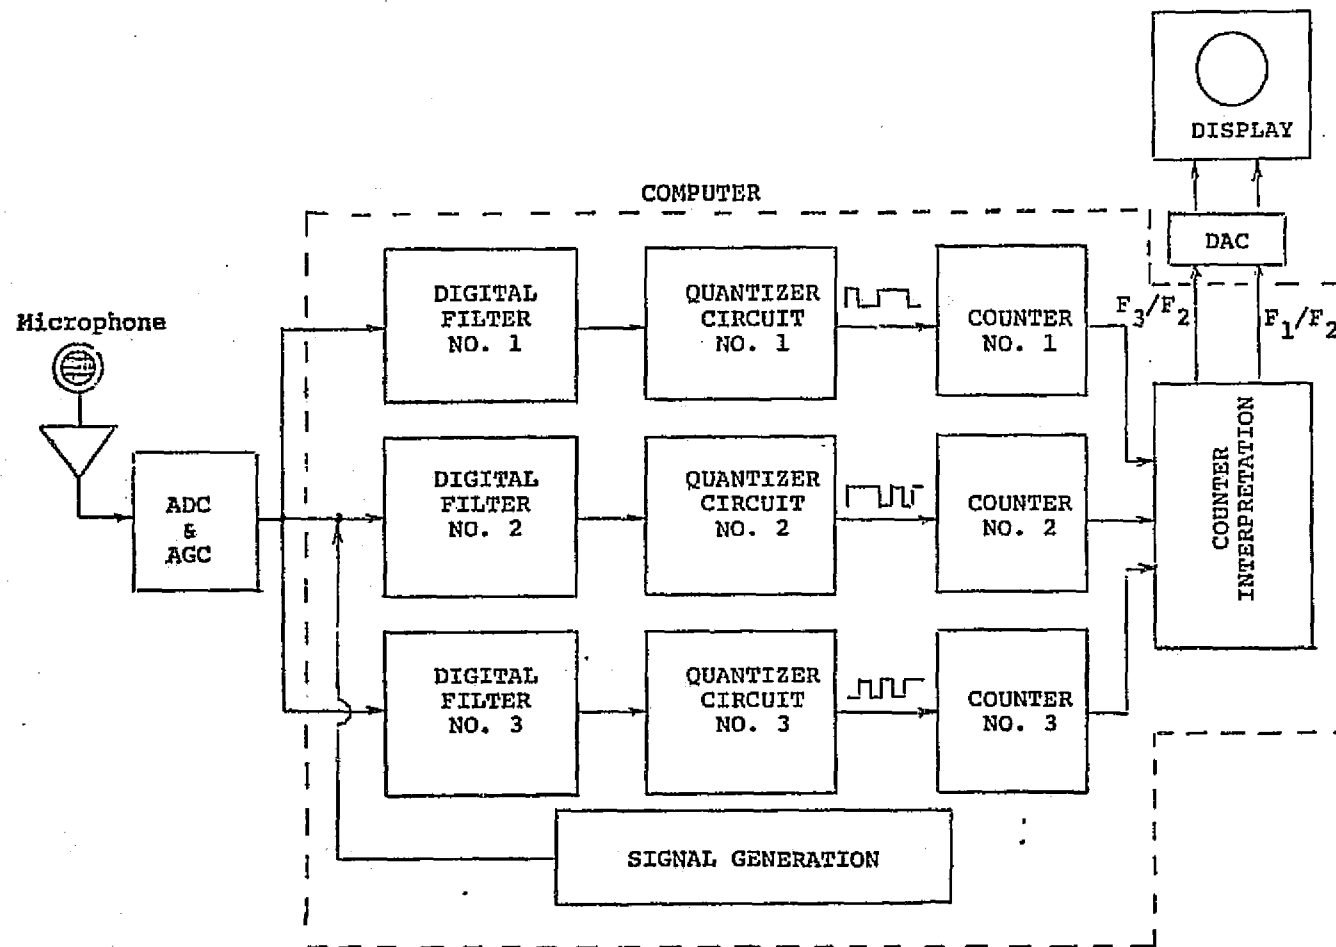 DISPLAY
COMPUTER
DAC
Microphone
DIGITAL
FILTER
NO. 1
QUANTIZER
CIRCUIT
NO. 1
COUNTER
NO. 1
F3/F2
F1/F2
ADC
&
AGC
DIGITAL
FILTER
NO. 2
QUANTIZER
CIRCUIT
NO. 2
COUNTER
NO. 2
COUNTER
INTERPRETATION
DIGITAL
FILTER
NO. 3
QUANTIZER
CIRCUIT
NO. 3
COUNTER
NO. 3
SIGNAL GENERATION